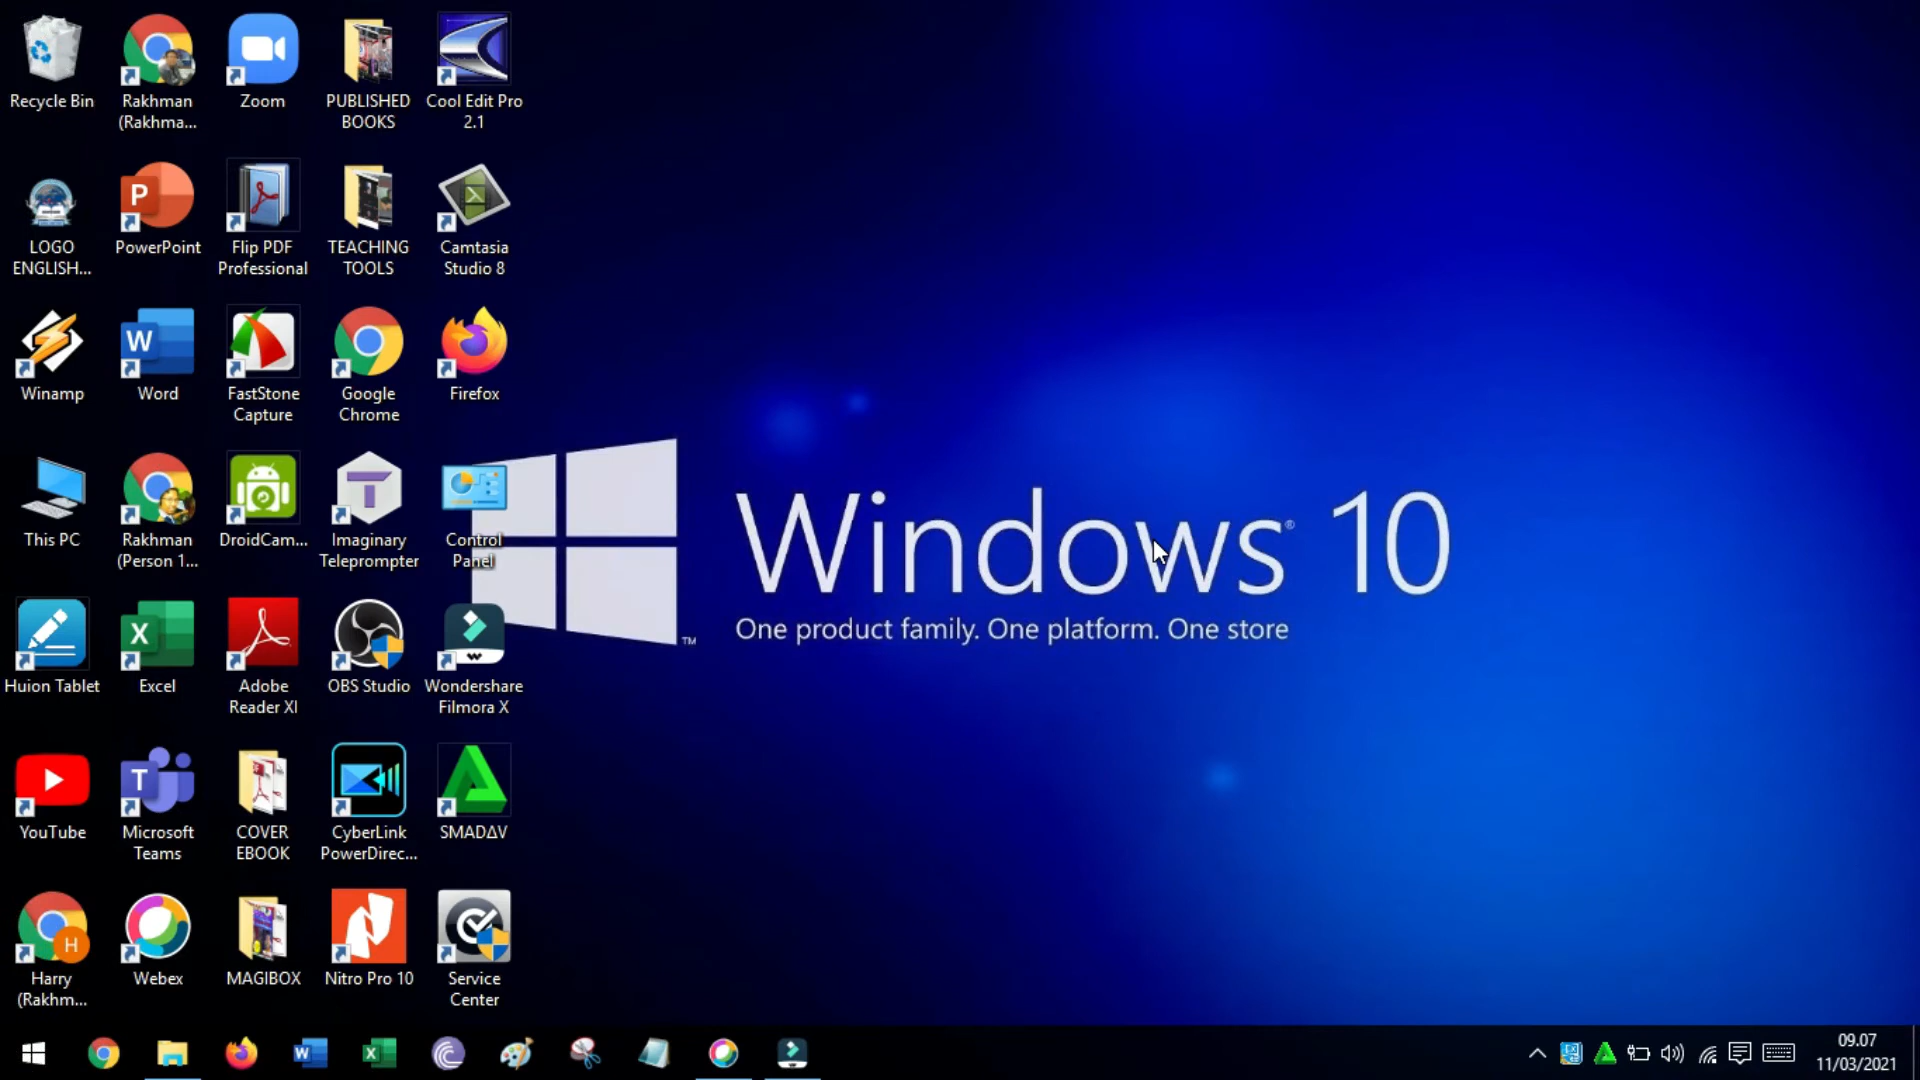 Recycle Bin
Rakhman
(Rakhma...
Zoom
PUBLISHED
BOOKS
Cool Edit Pro
2.1
LOGO
ENGLISH...
P
PowerPoint
Flip PDF
Professional
TEACHING
TOOLS
Camtasia
Studio 8
Winamp
W
Word
FastStone
Capture
Google
Chrome
Firefox
This PC
Rakhman
(Person 1...
DroidCam...
T
Imaginary
Teleprompter
Control
Panel
Windows® 10
One product family. One platform. One store
™
Huion Tablet
X
Excel
Adobe
Reader XI
OBS Studio
Wondershare
Filmora X
YouTube
T
Microsoft
Teams
COVER
EBOOK
CyberLink
PowerDirec...
SMADΔV
H
Harry
(Rakhm...
Webex
MAGIBOX
Nitro Pro 10
Service
Center
W
X
09.07
11/03/2021